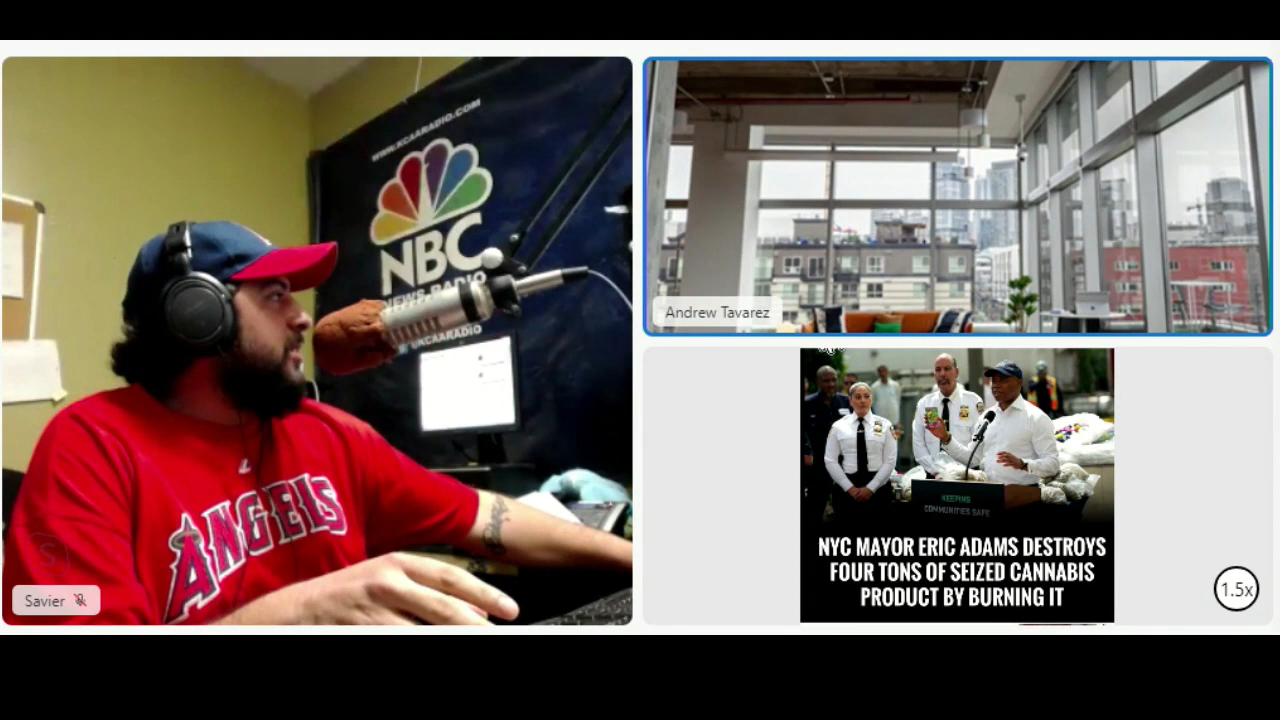 WWW.KCAARADIO.COM
NBC
NEWS RADIO
@KCAARADIO
ANGELS
Savier
Andrew Tavarez
KEEPING
COMMUNITIES SAFE
NYC MAYOR ERIC ADAMS DESTROYS
FOUR TONS OF SEIZED CANNABIS
PRODUCT BY BURNING IT
1.5x